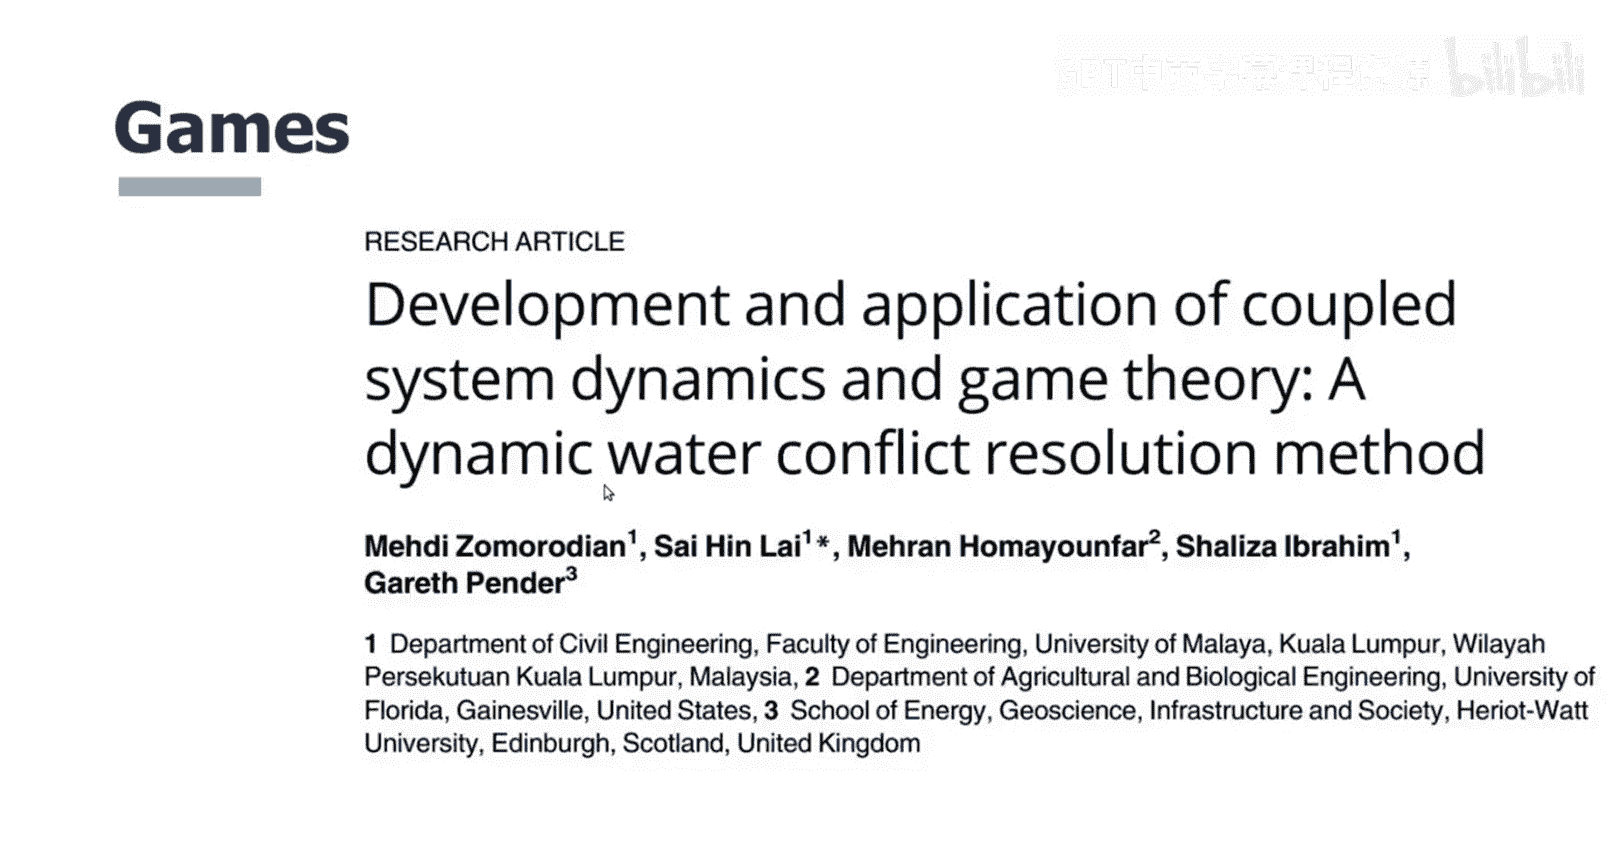 bilibili
Games
RESEARCH ARTICLE
Development and application of coupled
system dynamics and game theory: A
dynamic water conflict resolution method
Mehdi Zomorodian1, Sai Hin Lai1*, Mehran Homayounfar2, Shaliza Ibrahim1,
Gareth Pender3
1 Department of Civil Engineering, Faculty of Engineering, University of Malaya, Kuala Lumpur, Wilayah
Persekutuan Kuala Lumpur, Malaysia, 2 Department of Agricultural and Biological Engineering, University of
Florida, Gainesville, United States, 3 School of Energy, Geoscience, Infrastructure and Society, Heriot-Watt
University, Edinburgh, Scotland, United Kingdom